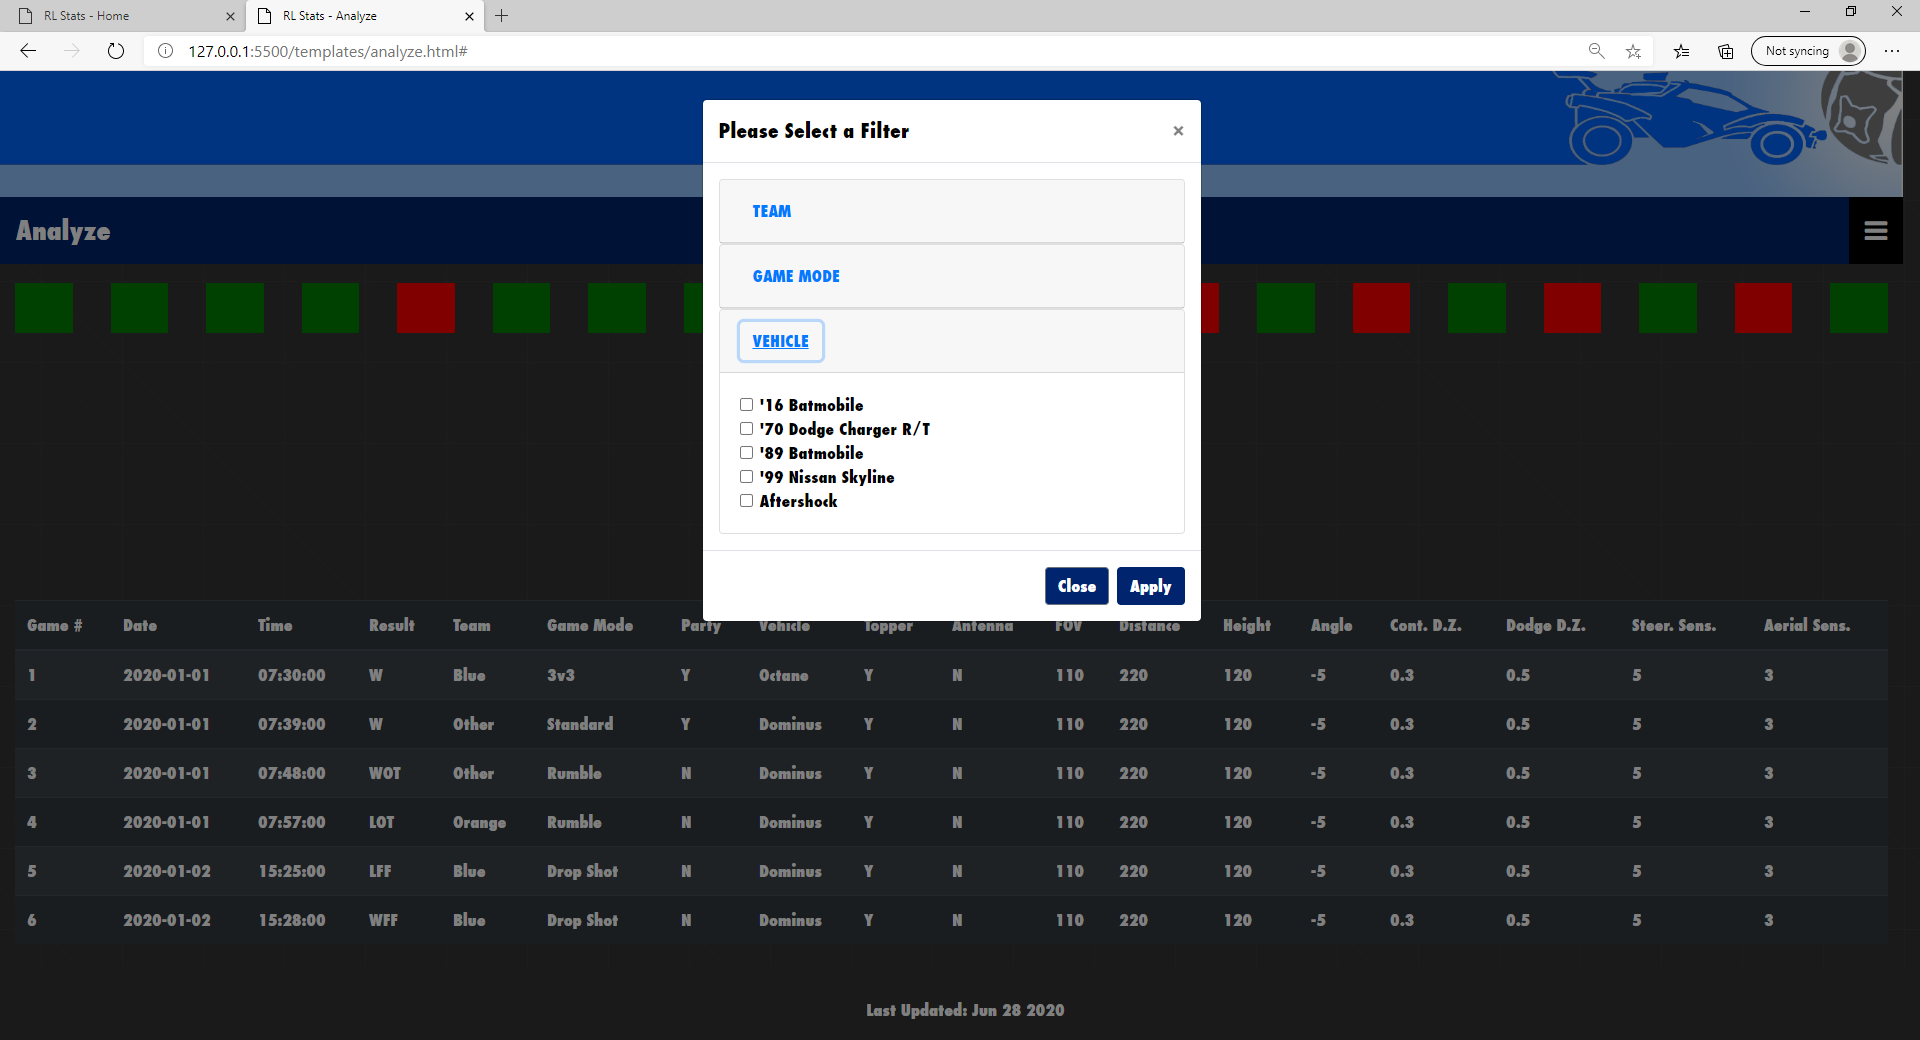 RL Stats - Home
RL Stats - Analyze
127.0.0.1:5500/templates/analyze.html#
Not syncing
Please Select a Filter
×
Analyze
TEAM
GAME MODE
VEHICLE
'16 Batmobile
'70 Dodge Charger R/T
'89 Batmobile
'99 Nissan Skyline
Aftershock
Close Apply
Game # Date Time Result Team Game Mode Party Vehicle Topper Antenna FOV Distance Height Angle Cont. D.Z. Dodge D.Z. Steer. Sens. Aerial Sens.
1 2020-01-01 07:30:00 W Blue 3v3 Y Octane Y N 110 220 120 -5 0.3 0.5 5 3
2 2020-01-01 07:39:00 W Other Standard Y Dominus Y N 110 220 120 -5 0.3 0.5 5 3
3 2020-01-01 07:48:00 WOT Other Rumble N Dominus Y N 110 220 120 -5 0.3 0.5 5 3
4 2020-01-01 07:57:00 LOT Orange Rumble N Dominus Y N 110 220 120 -5 0.3 0.5 5 3
5 2020-01-02 15:25:00 LFF Blue Drop Shot N Dominus Y N 110 220 120 -5 0.3 0.5 5 3
6 2020-01-02 15:28:00 WFF Blue Drop Shot N Dominus Y N 110 220 120 -5 0.3 0.5 5 3
Last Updated: Jun 28 2020